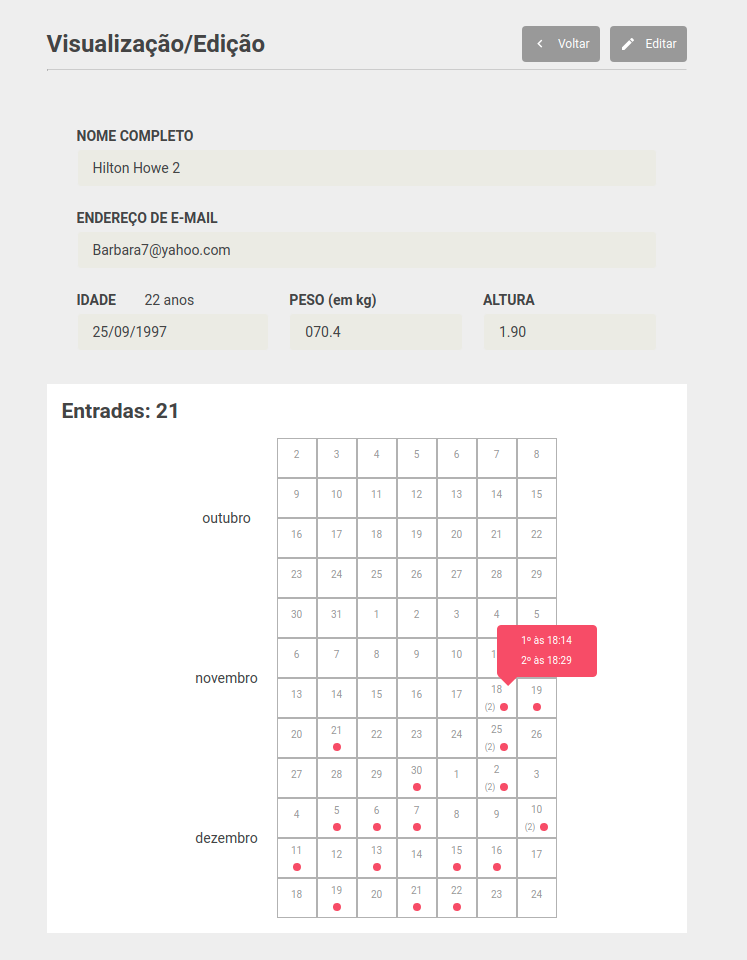 Visualização/Edição
Voltar
Editar
NOME COMPLETO
Hilton Howe 2
ENDEREÇO DE E-MAIL
Barbara7@yahoo.com
IDADE 22 anos PESO (em kg) ALTURA
25/09/1997 070.4 1.90
Entradas: 21
2 3 4 5 6 7 8
9 10 11 12 13 14 15
outubro
16 17 18 19 20 21 22
23 24 25 26 27 28 29
30 31 1 2 3 4 5
1º às 18:14
2º às 18:29
6 7 8 9 10
novembro
13 14 15 16 17 18 19
(2)
20 21 22 23 24 25 26
(2)
27 28 29 30 1 2 3
(2)
4 5 6 7 8 9 10
(2)
dezembro
11 12 13 14 15 16 17
18 19 20 21 22 23 24